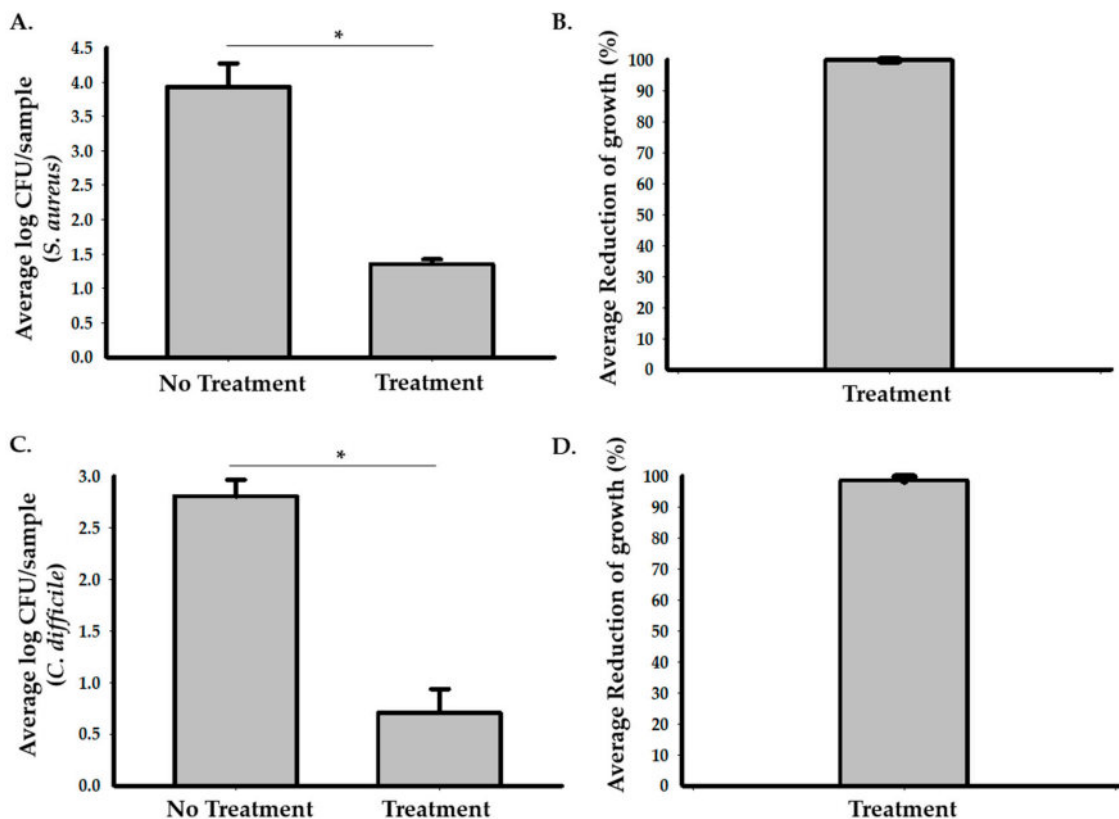 A.
Average log CFU/sample
(S. aureus)
4.5
4.0
3.5
3.0
2.5
2.0
1.5
1.0
0.5
0.0
*
No Treatment
Treatment
B.
Average Reduction of growth (%)
100
90
80
70
60
50
40
30
20
10
0
Treatment
C.
Average log CFU/sample
(C. difficile)
3.0
2.5
2.0
1.5
1.0
0.5
0.0
*
No Treatment
Treatment
D.
Average Reduction of growth (%)
100
90
80
70
60
50
40
30
20
10
0
Treatment